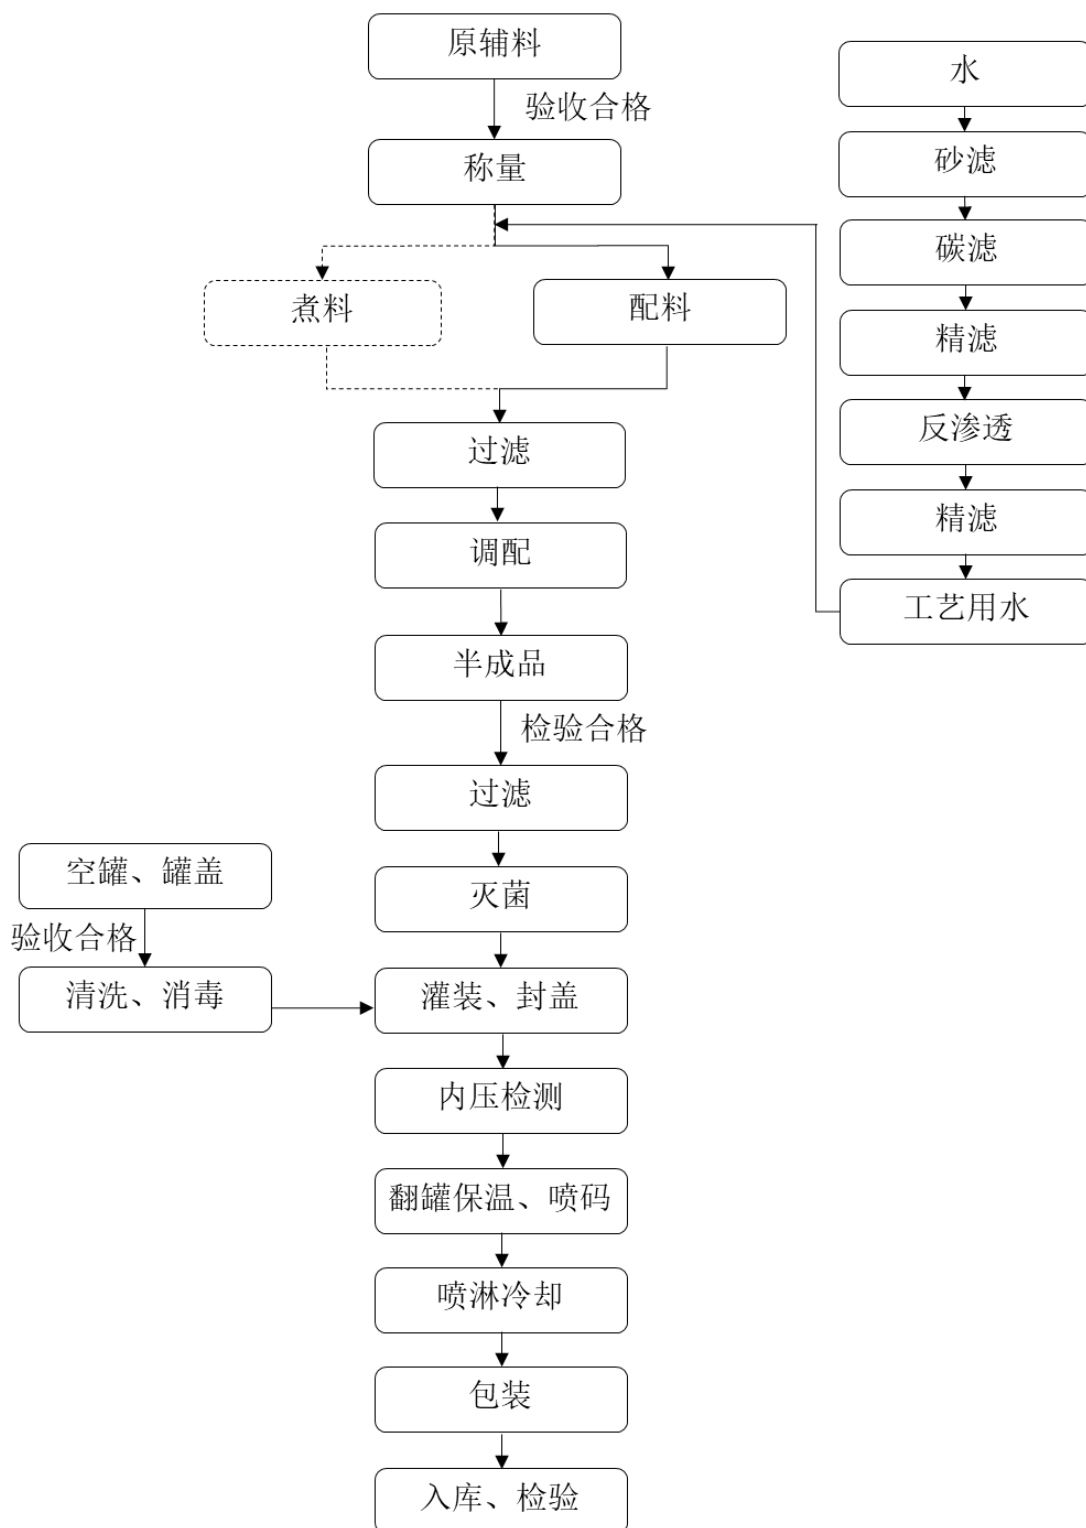 原辅料
验收合格
称量
煮料
配料
过滤
调配
半成品
检验合格
过滤
灭菌
灌装、封盖
内压检测
翻罐保温、喷码
喷淋冷却
包装
入库、检验
水
砂滤
碳滤
精滤
反渗透
精滤
工艺用水
空罐、罐盖
验收合格
清洗、消毒